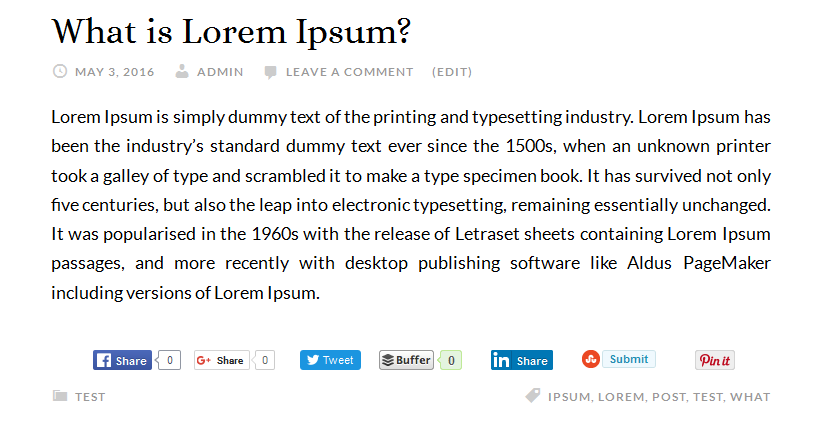 What is Lorem Ipsum?
MAY 3, 2016 ADMIN LEAVE A COMMENT (EDIT)
Lorem Ipsum is simply dummy text of the printing and typesetting industry. Lorem Ipsum has
been the industry’s standard dummy text ever since the 1500s, when an unknown printer
took a galley of type and scrambled it to make a type specimen book. It has survived not only
five centuries, but also the leap into electronic typesetting, remaining essentially unchanged.
It was popularised in the 1960s with the release of Letraset sheets containing Lorem Ipsum
passages, and more recently with desktop publishing software like Aldus PageMaker
including versions of Lorem Ipsum.
f Share 0 G+ Share 0 Tweet Buffer 0 in Share Submit Pin it
TEST IPSUM, LOREM, POST, TEST, WHAT